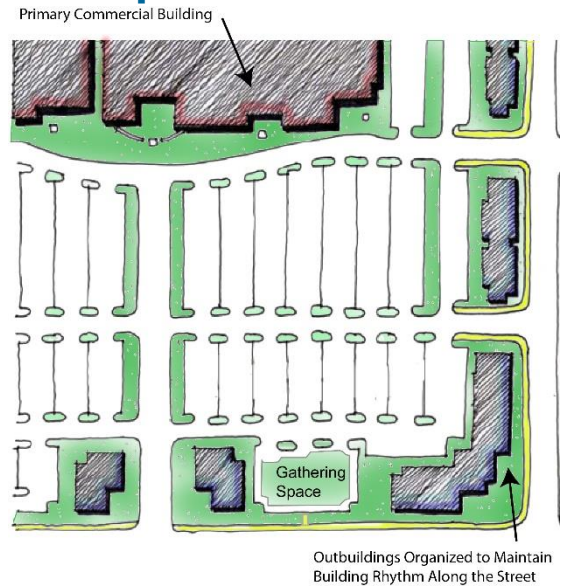 Primary Commercial Building
Gathering
Space
Outbuildings Organized to Maintain
Building Rhythm Along the Street